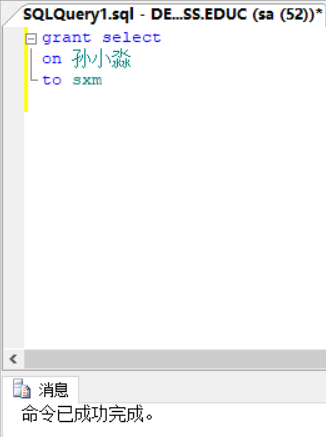 SQLQuery1.sql - DE...SS.EDUC (sa (52))*
grant select
on 孙小淼
to sxm
消息
命令已成功完成。